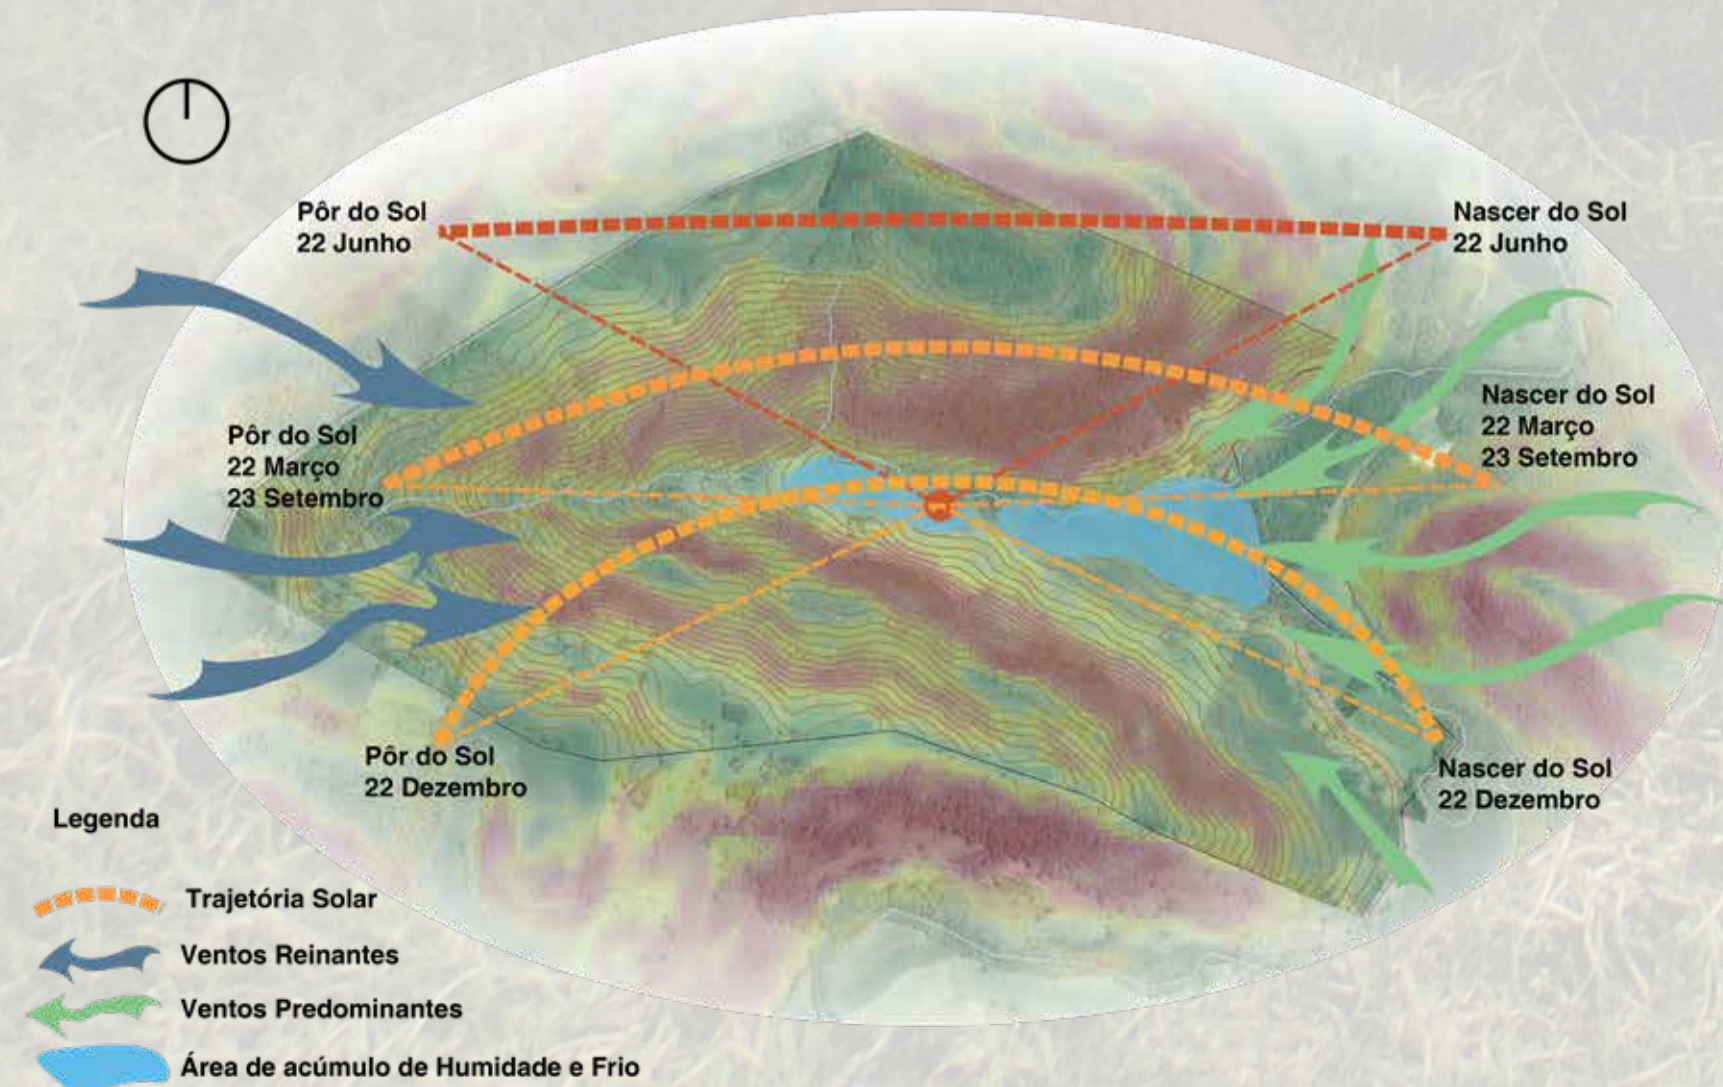 Pôr do Sol
22 Junho
Nascer do Sol
22 Junho
Pôr do Sol
22 Março
23 Setembro
Nascer do Sol
22 Março
23 Setembro
Pôr do Sol
22 Dezembro
Nascer do Sol
22 Dezembro
Legenda
Trajetória Solar
Ventos Reinantes
Ventos Predominantes
Área de acúmulo de Humidade e Frio